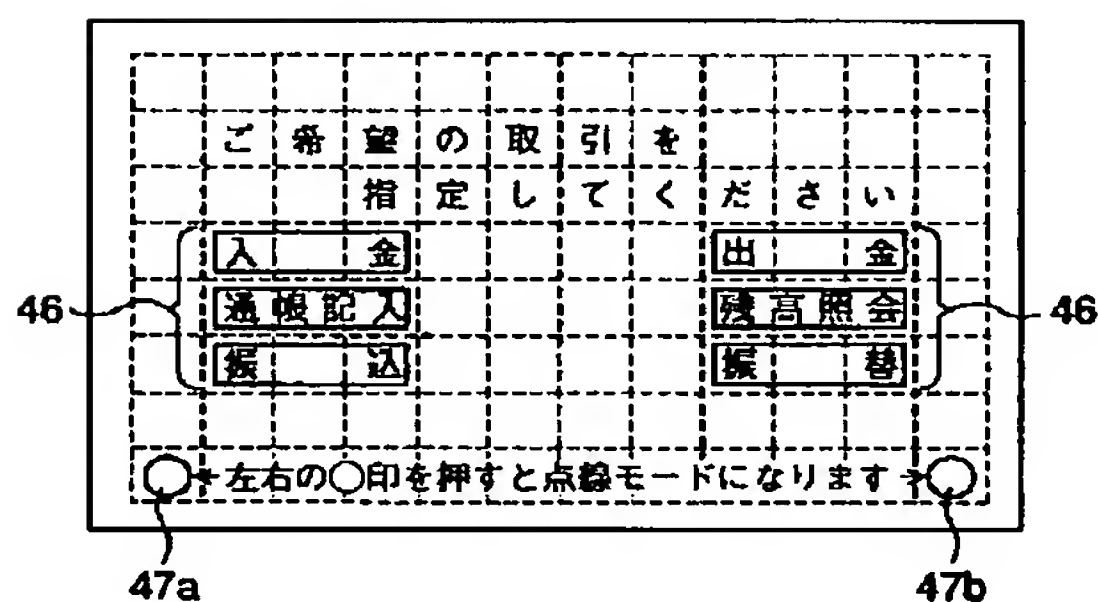 ご希望の取引を
指定してください
入金 出金
46 通帳記入 残高照会 46
振込 振替
←左右の○印を押すと点線モードになります→
47a 47b